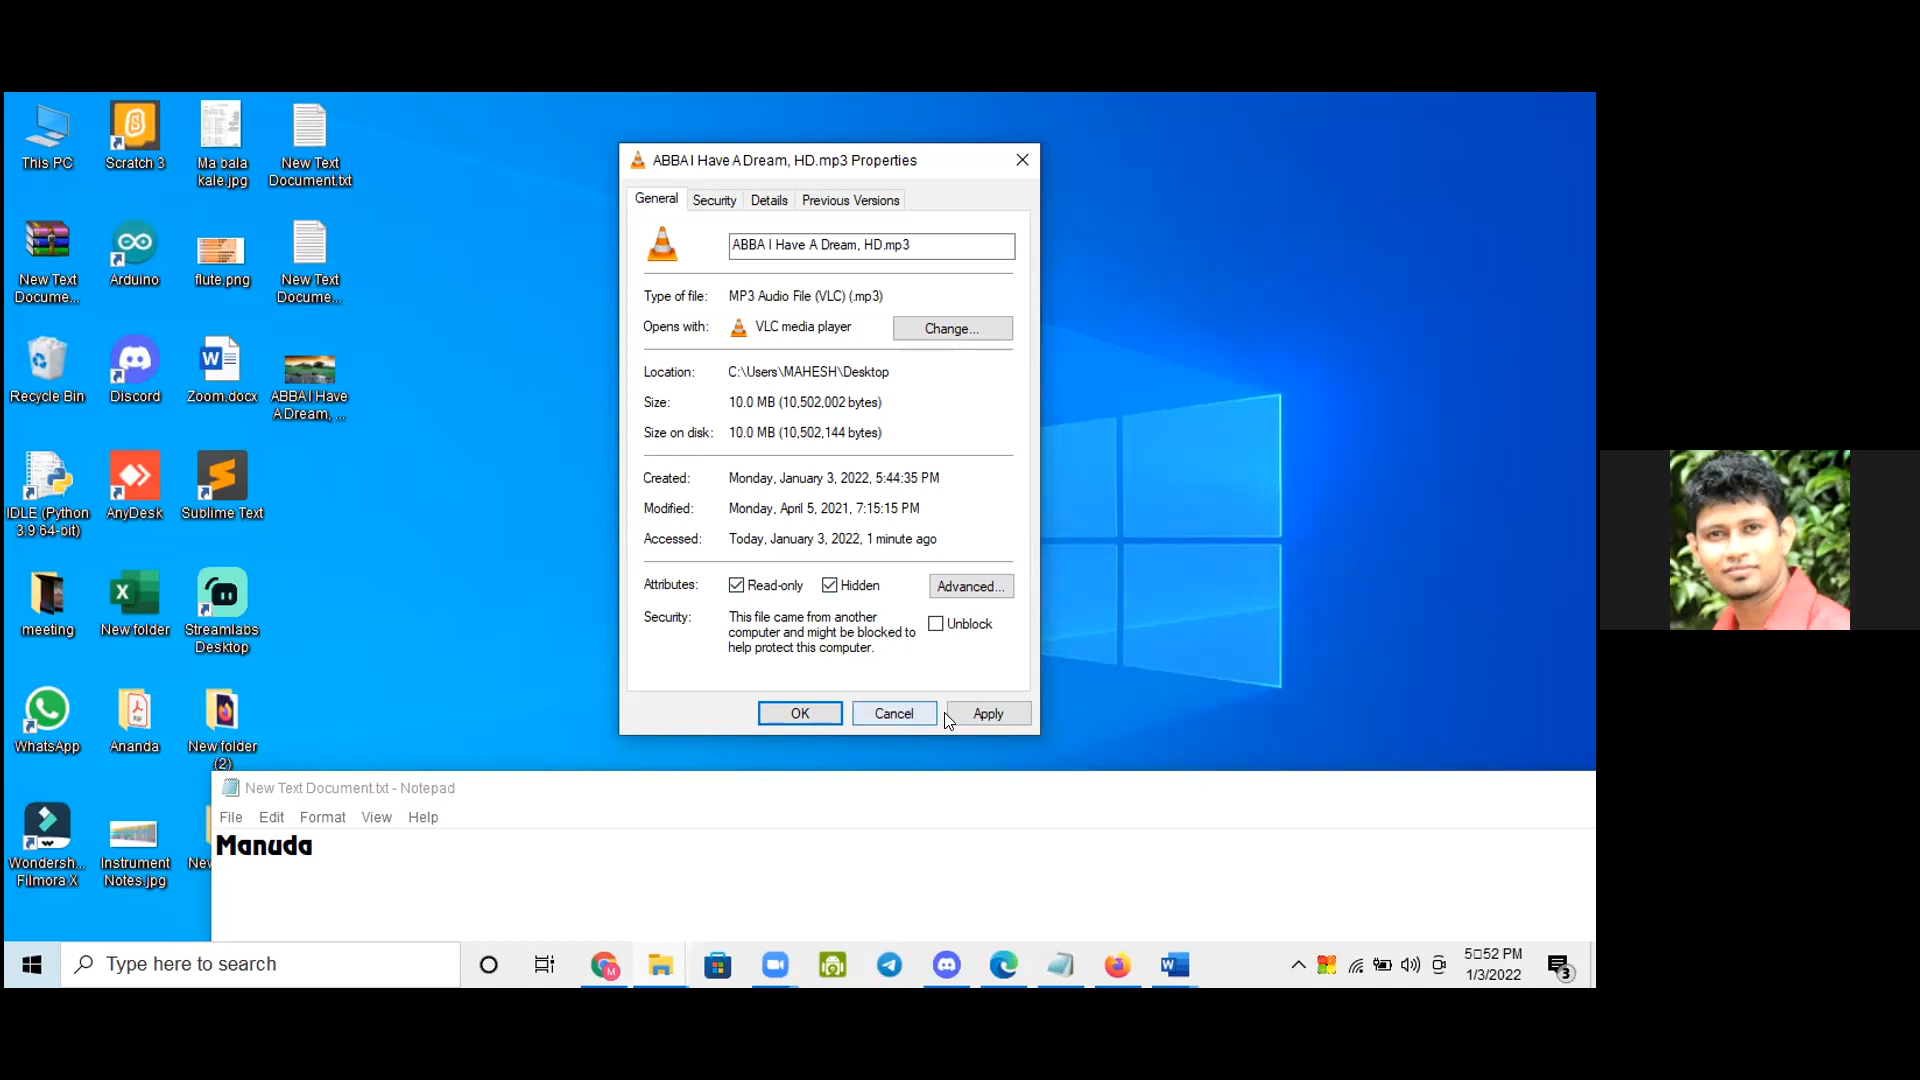 This PC
Scratch 3
Ma bala
kale.jpg
New Text
Document.txt
New Text
Docume...
Arduino
flute.png
New Text
Docume...
Recycle Bin
Discord
Zoom.docx
ABBA I Have
A Dream, ...
IDLE (Python
3.9 64-bit)
AnyDesk
Sublime Text
meeting
New folder
Streamlabs
Desktop
WhatsApp
Ananda
New folder
(2)
Wondersh...
Filmora X
Instrument
Notes.jpg
New
ABBA I Have A Dream, HD.mp3 Properties
General
Security
Details
Previous Versions
ABBA I Have A Dream, HD.mp3
Type of file: MP3 Audio File (VLC) (.mp3)
Opens with: VLC media player Change...
Location: C:\Users\MAHESH\Desktop
Size: 10.0 MB (10,502,002 bytes)
Size on disk: 10.0 MB (10,502,144 bytes)
Created: Monday, January 3, 2022, 5:44:35 PM
Modified: Monday, April 5, 2021, 7:15:15 PM
Accessed: Today, January 3, 2022, 1 minute ago
Attributes: Read-only Hidden Advanced...
Security: This file came from another
computer and might be blocked to
help protect this computer.
Unblock
OK Cancel Apply
New Text Document.txt - Notepad
File Edit Format View Help
Manuda
Type here to search
5□52 PM
1/3/2022
3